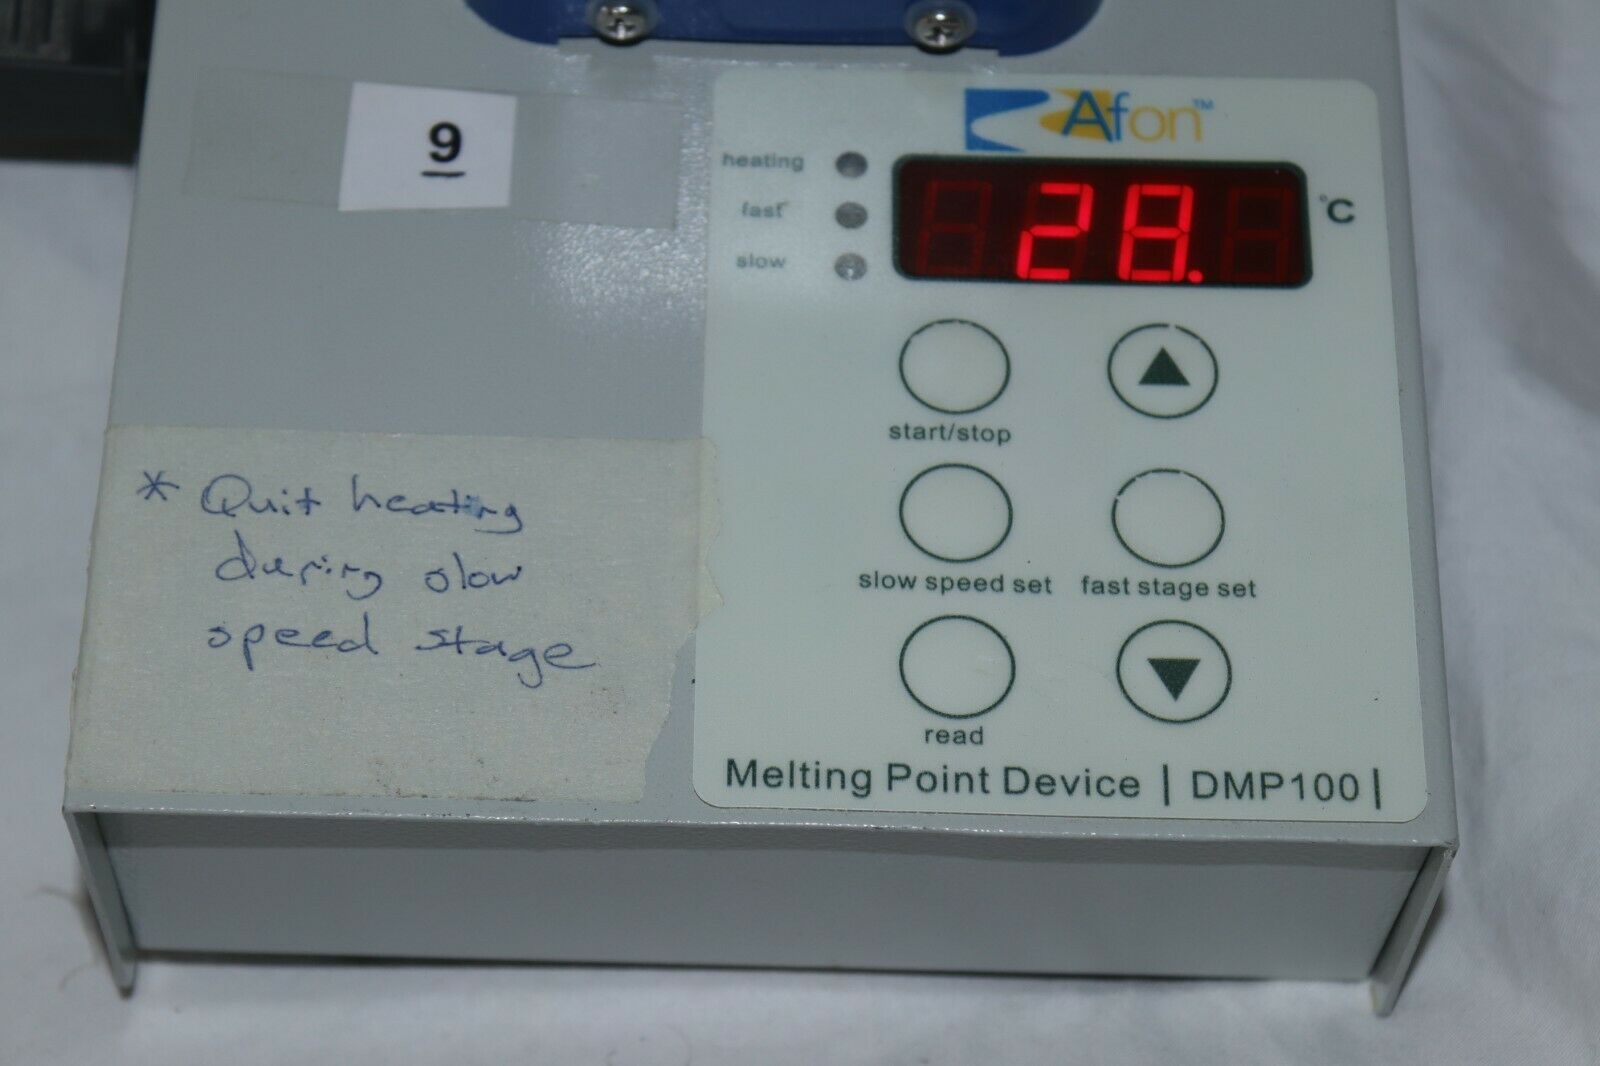 9
Afon™
heating
fast
slow
28.
°C
start/stop
* Quit heating
during slow
speed stage
slow speed set
fast stage set
read
Melting Point Device | DMP100 |